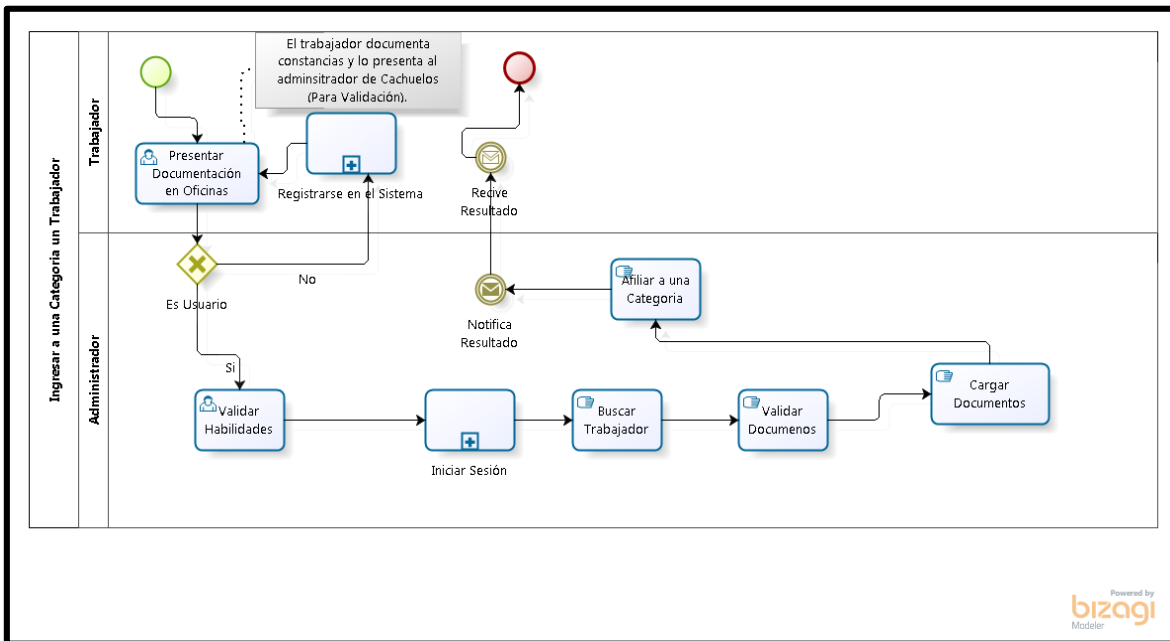 Ingresar a una Categoria un Trabajador
Trabajador
El trabajador documenta
constancias y lo presenta al
adminsitrador de Cachuelos
(Para Validación).
Presentar
Documentación
en Oficinas
Registrarse en el Sistema
Recive
Resultado
Administrador
Es Usuario
No
Si
Notifica
Resultado
Afiliar a una
Categoria
Validar
Habilidades
Iniciar Sesión
Buscar
Trabajador
Validar
Documenos
Cargar
Documentos
Powered by
bizagi
Modeler